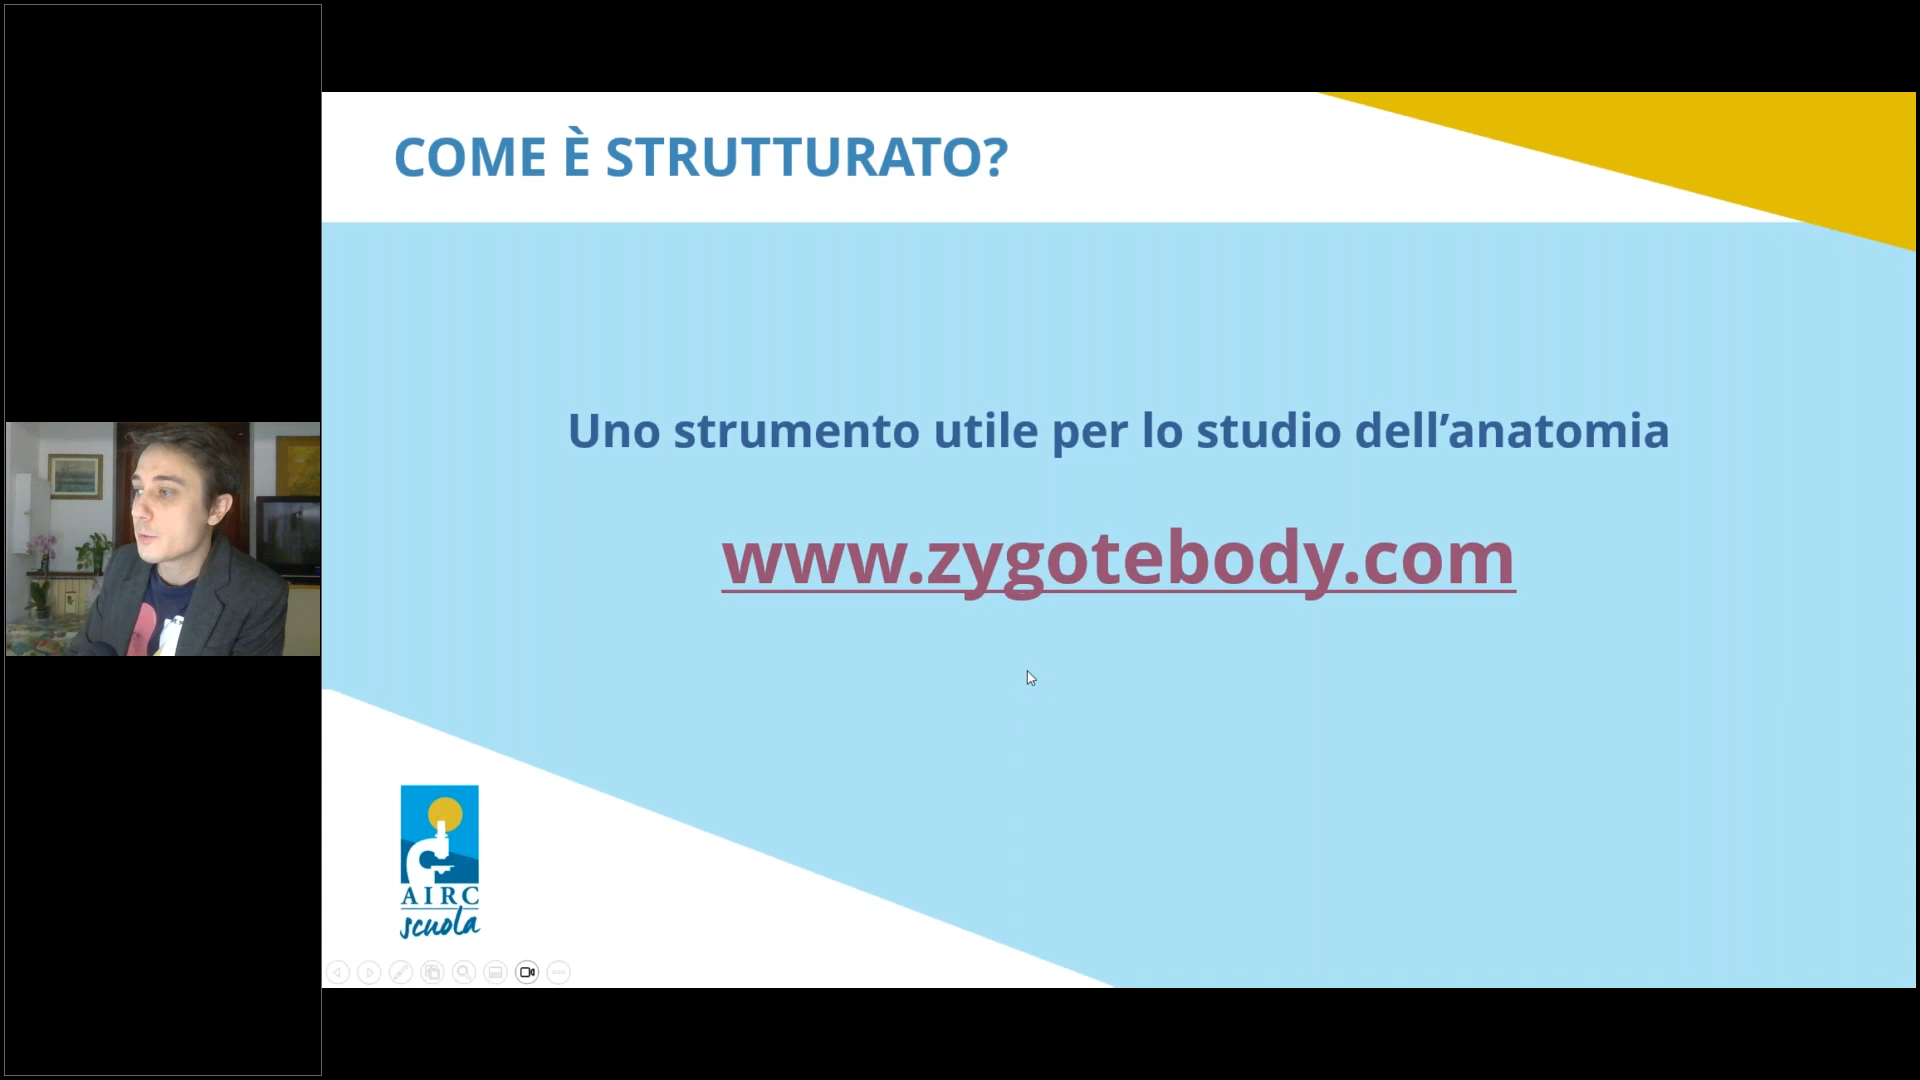 COME È STRUTTURATO?
Uno strumento utile per lo studio dell’anatomia
www.zygotebody.com
AIRC
scuola